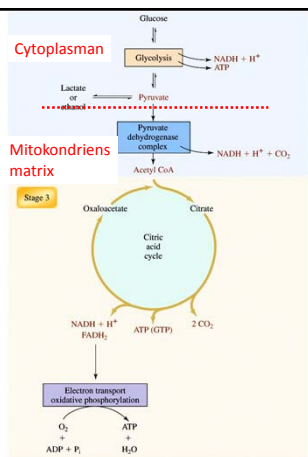 Glucose
Cytoplasman
Glycolysis
NADH + H⁺
ATP
Lactate
or
ethanol
Pyruvate
Mitokondriens
matrix
Pyruvate
dehydrogenase
complex
NADH + H⁺ + CO₂
Acetyl CoA
Stage 3
Oxaloacetate
Citrate
Citric
acid
cycle
NADH + H⁺
FADH₂
ATP (GTP)
2 CO₂
Electron transport
oxidative phosphorylation
O₂
+
ADP + Pᵢ
ATP
+
H₂O